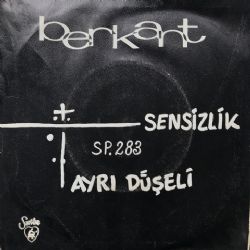 berkant
SENSİZLİK
SP. 283
AYRI DÜŞELİ